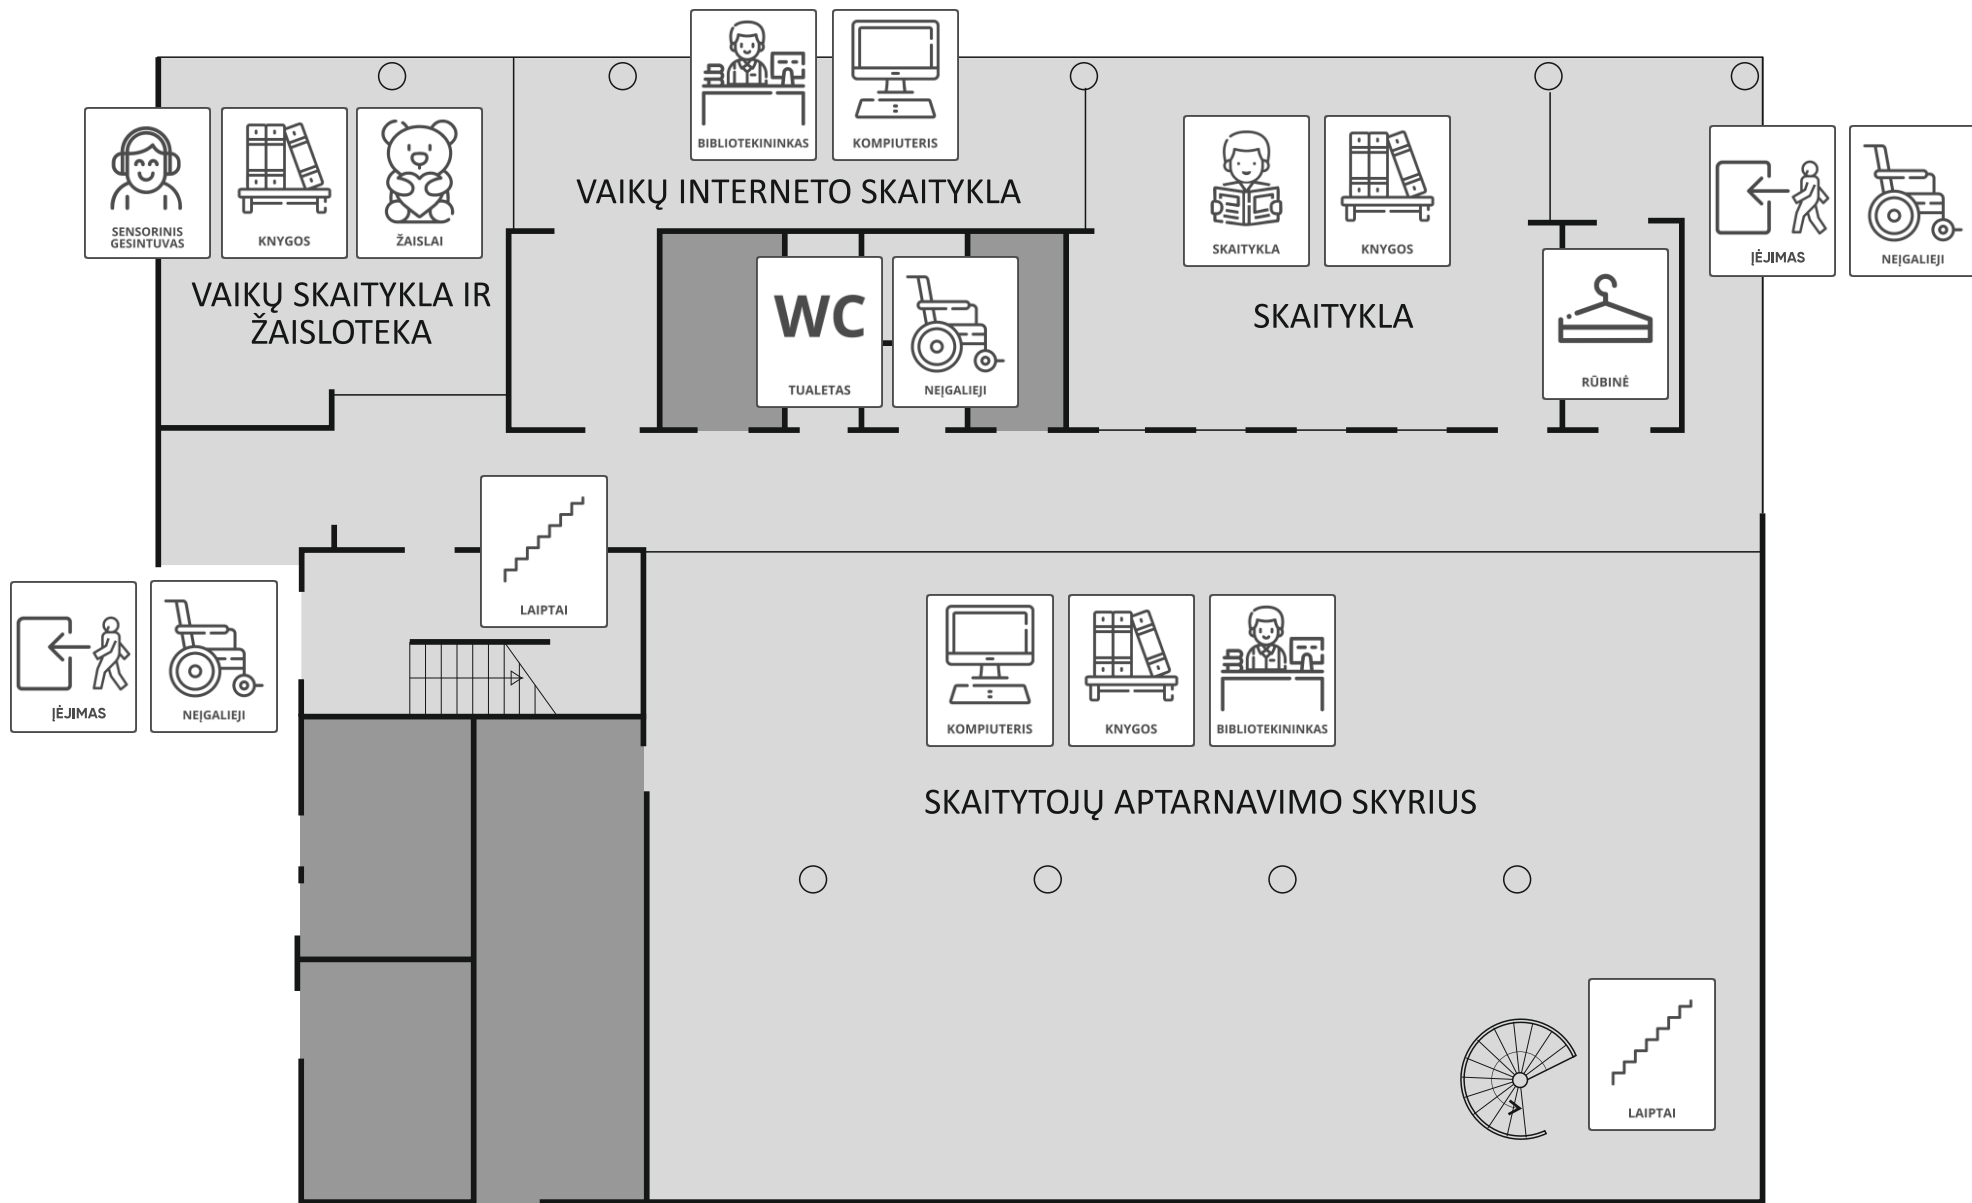 BIBLIOTEKININKAS
KOMPIUTERIS
SENSORINIS
GESINTUVAS
KNYGOS
ŽAISLAI
VAIKŲ INTERNETO SKAITYKLA
SKAITYKLA
KNYGOS
ĮĖJIMAS
NEĮGALIEJI
VAIKŲ SKAITYKLA IR
ŽAISLOTEKA
WC
TUALETAS
NEĮGALIEJI
SKAITYKLA
RŪBINĖ
LAIPTAI
ĮĖJIMAS
NEĮGALIEJI
KOMPIUTERIS
KNYGOS
BIBLIOTEKININKAS
SKAITYTOJŲ APTARNAVIMO SKYRIUS
LAIPTAI